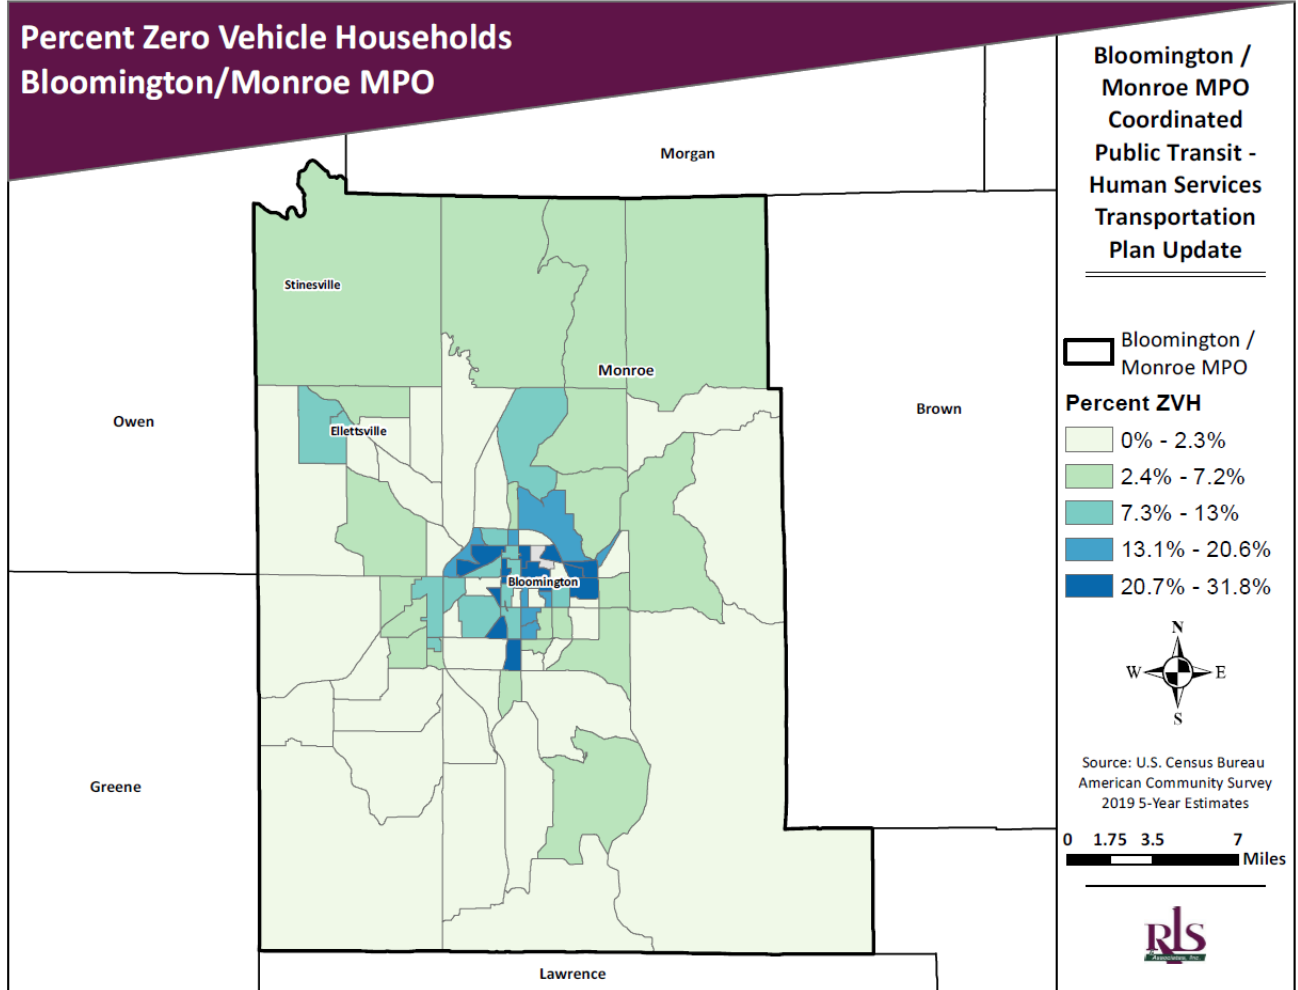 Percent Zero Vehicle Households
Bloomington/Monroe MPO
Bloomington /
Monroe MPO
Coordinated
Public Transit -
Human Services
Transportation
Plan Update
Morgan
Stinesville
Monroe
Owen
Ellettsville
Brown
Bloomington
Greene
Lawrence
Bloomington /
Monroe MPO
Percent ZVH
0% - 2.3%
2.4% - 7.2%
7.3% - 13%
13.1% - 20.6%
20.7% - 31.8%
N
W E
S
Source: U.S. Census Bureau
American Community Survey
2019 5-Year Estimates
0 1.75 3.5 7
Miles
RLS
& Associates, Inc.